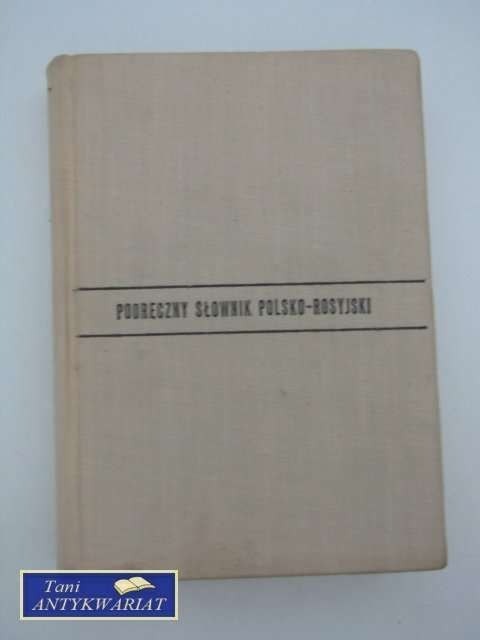 PODRĘCZNY SŁOWNIK POLSKO-ROSYJSKI
Tani
ANTYKWARIAT